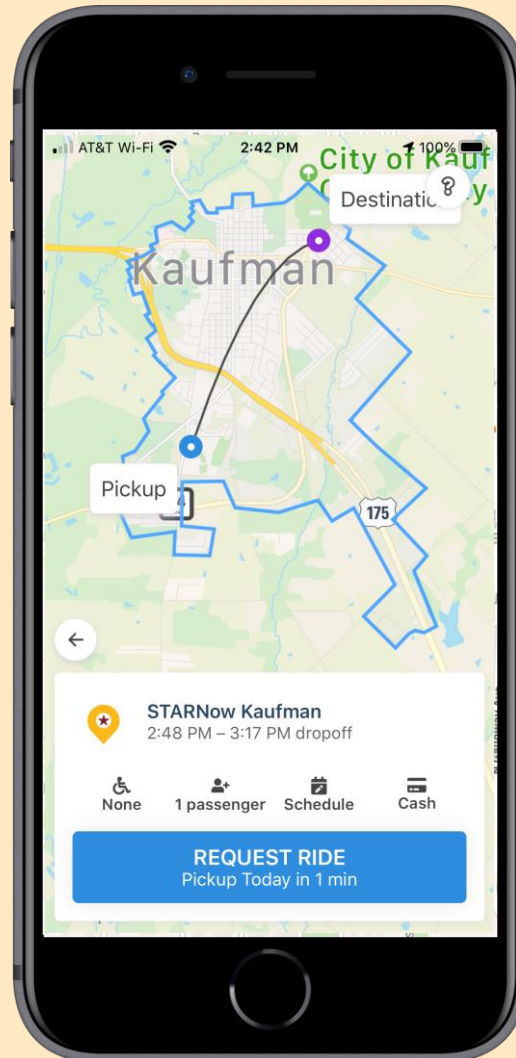 AT&T Wi-Fi
2:42 PM
100%
City of Kauf
Destination
Kaufman
Pickup
175
STARNow Kaufman
2:48 PM – 3:17 PM dropoff
None
1 passenger
Schedule
Cash
REQUEST RIDE
Pickup Today in 1 min